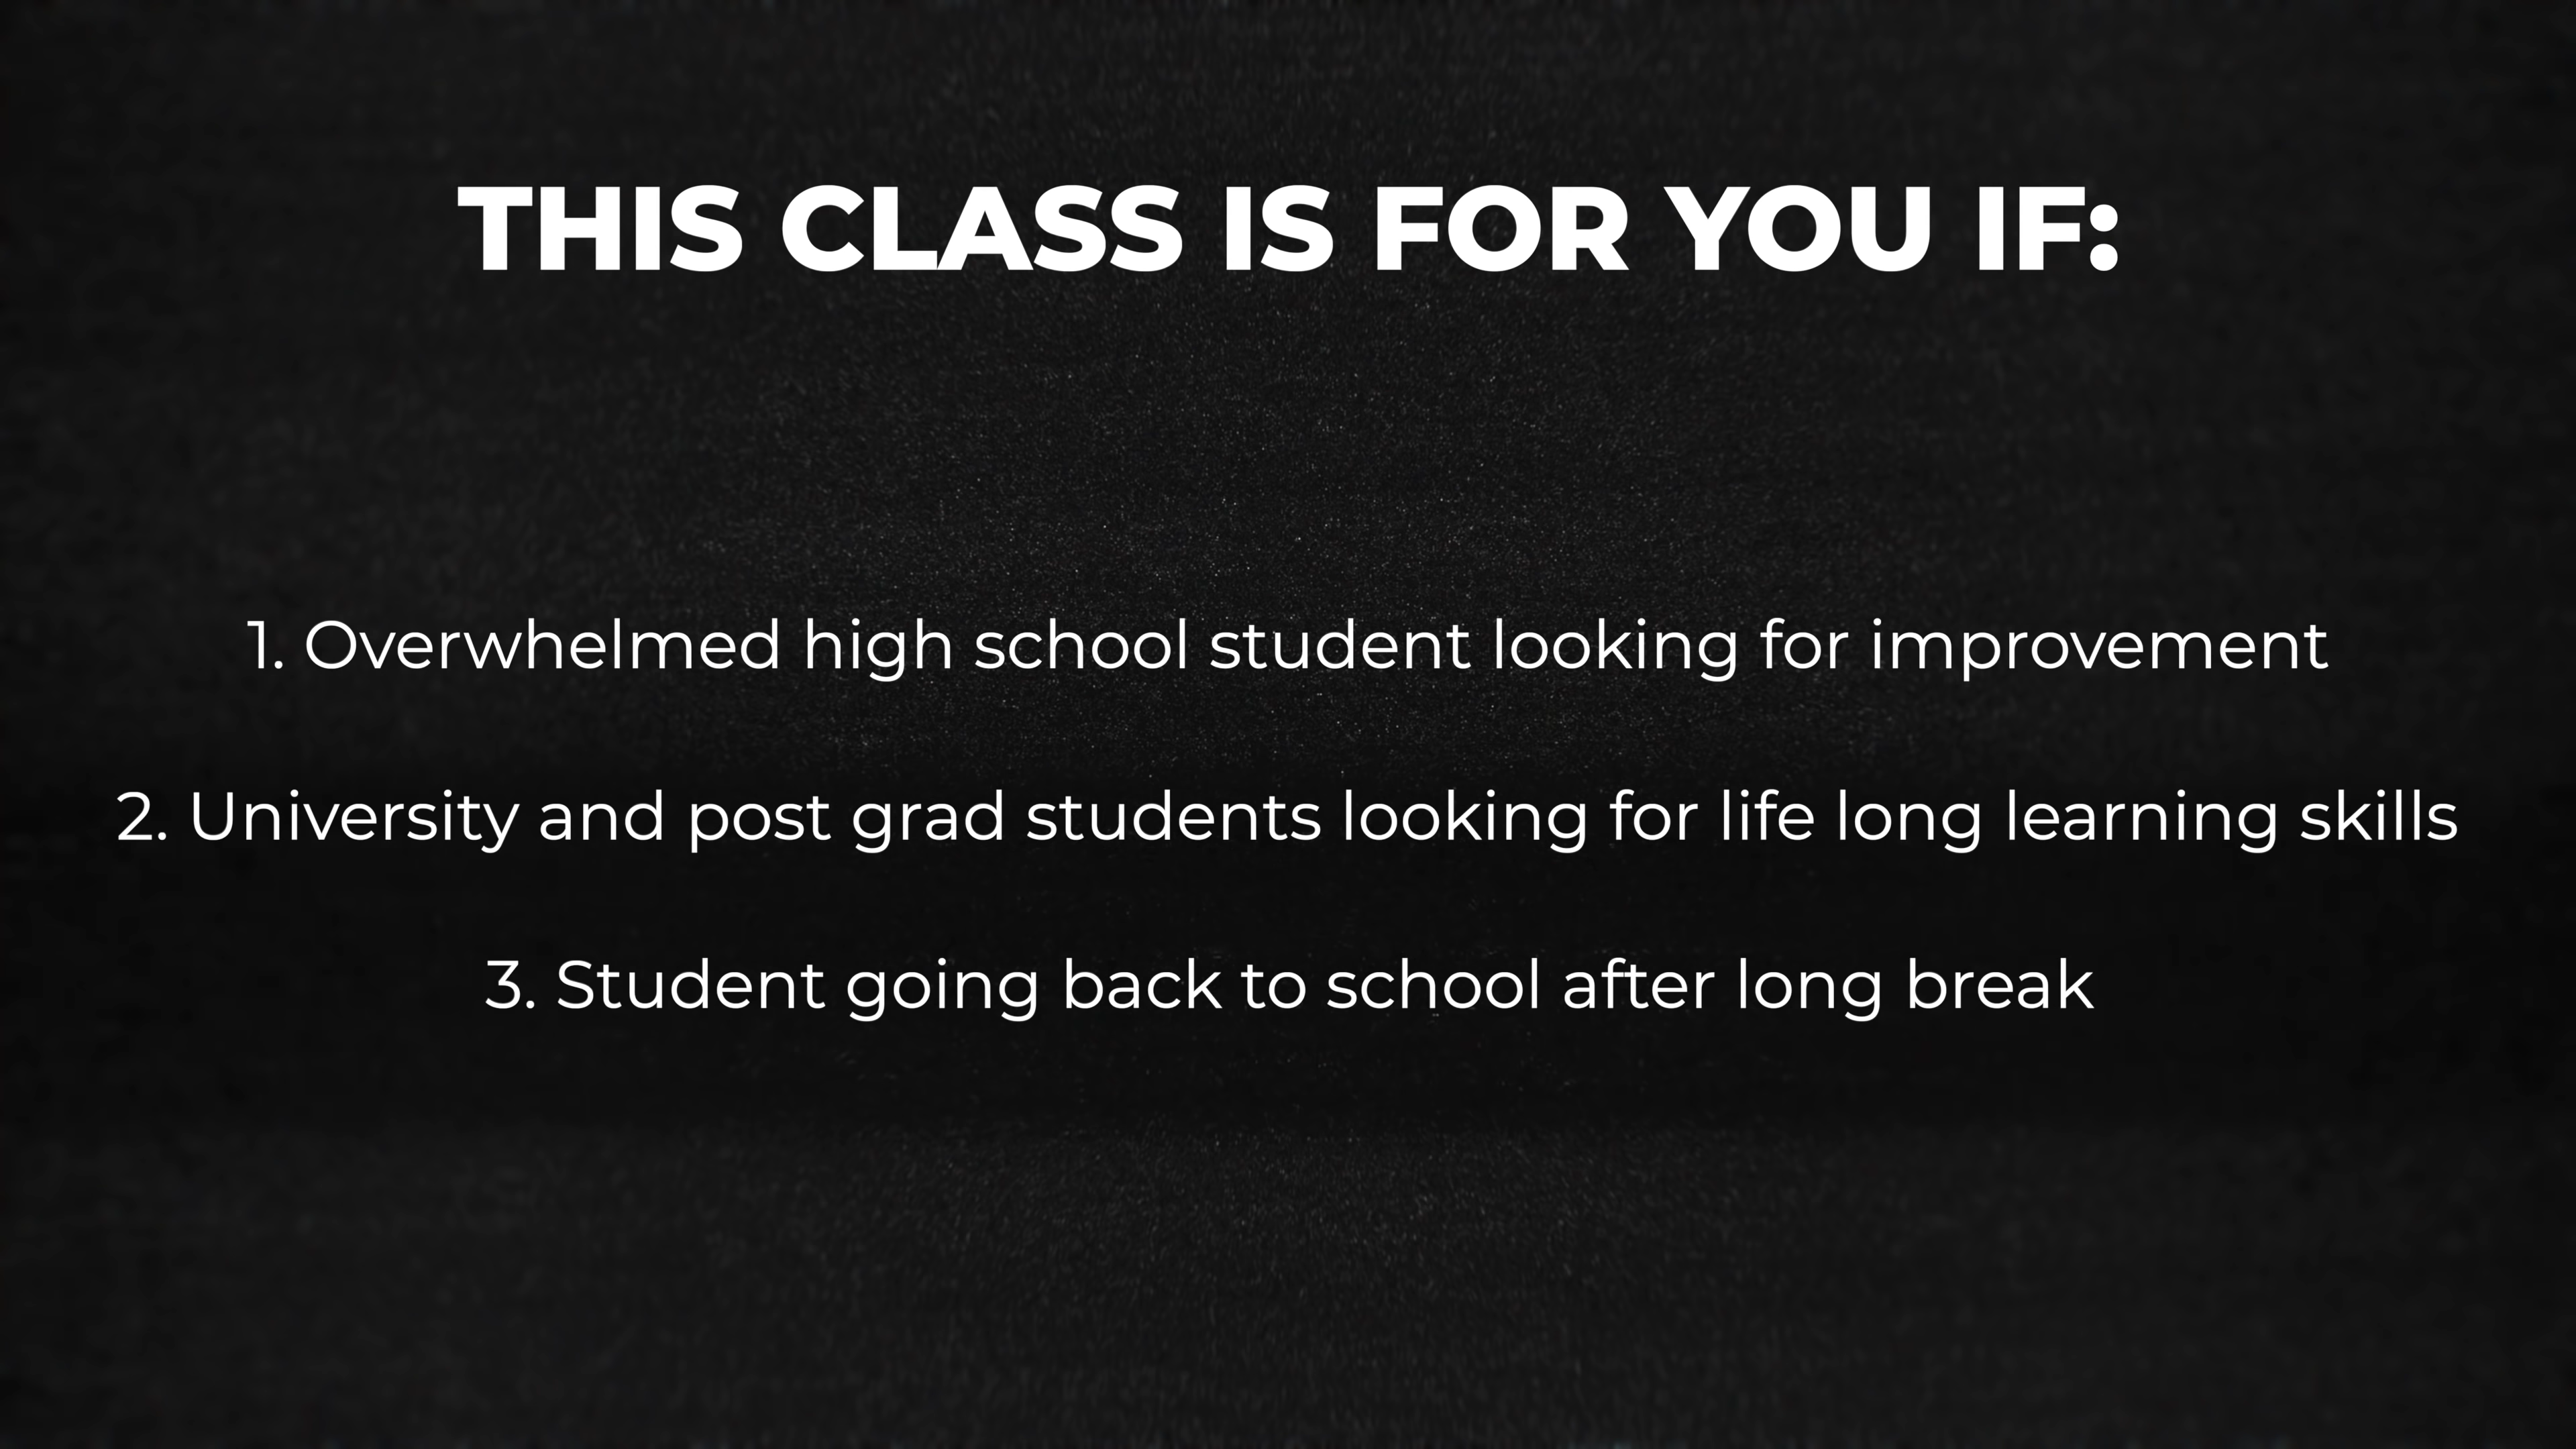 THIS CLASS IS FOR YOU IF:
1. Overwhelmed high school student looking for improvement
2. University and post grad students looking for life long learning skills
3. Student going back to school after long break